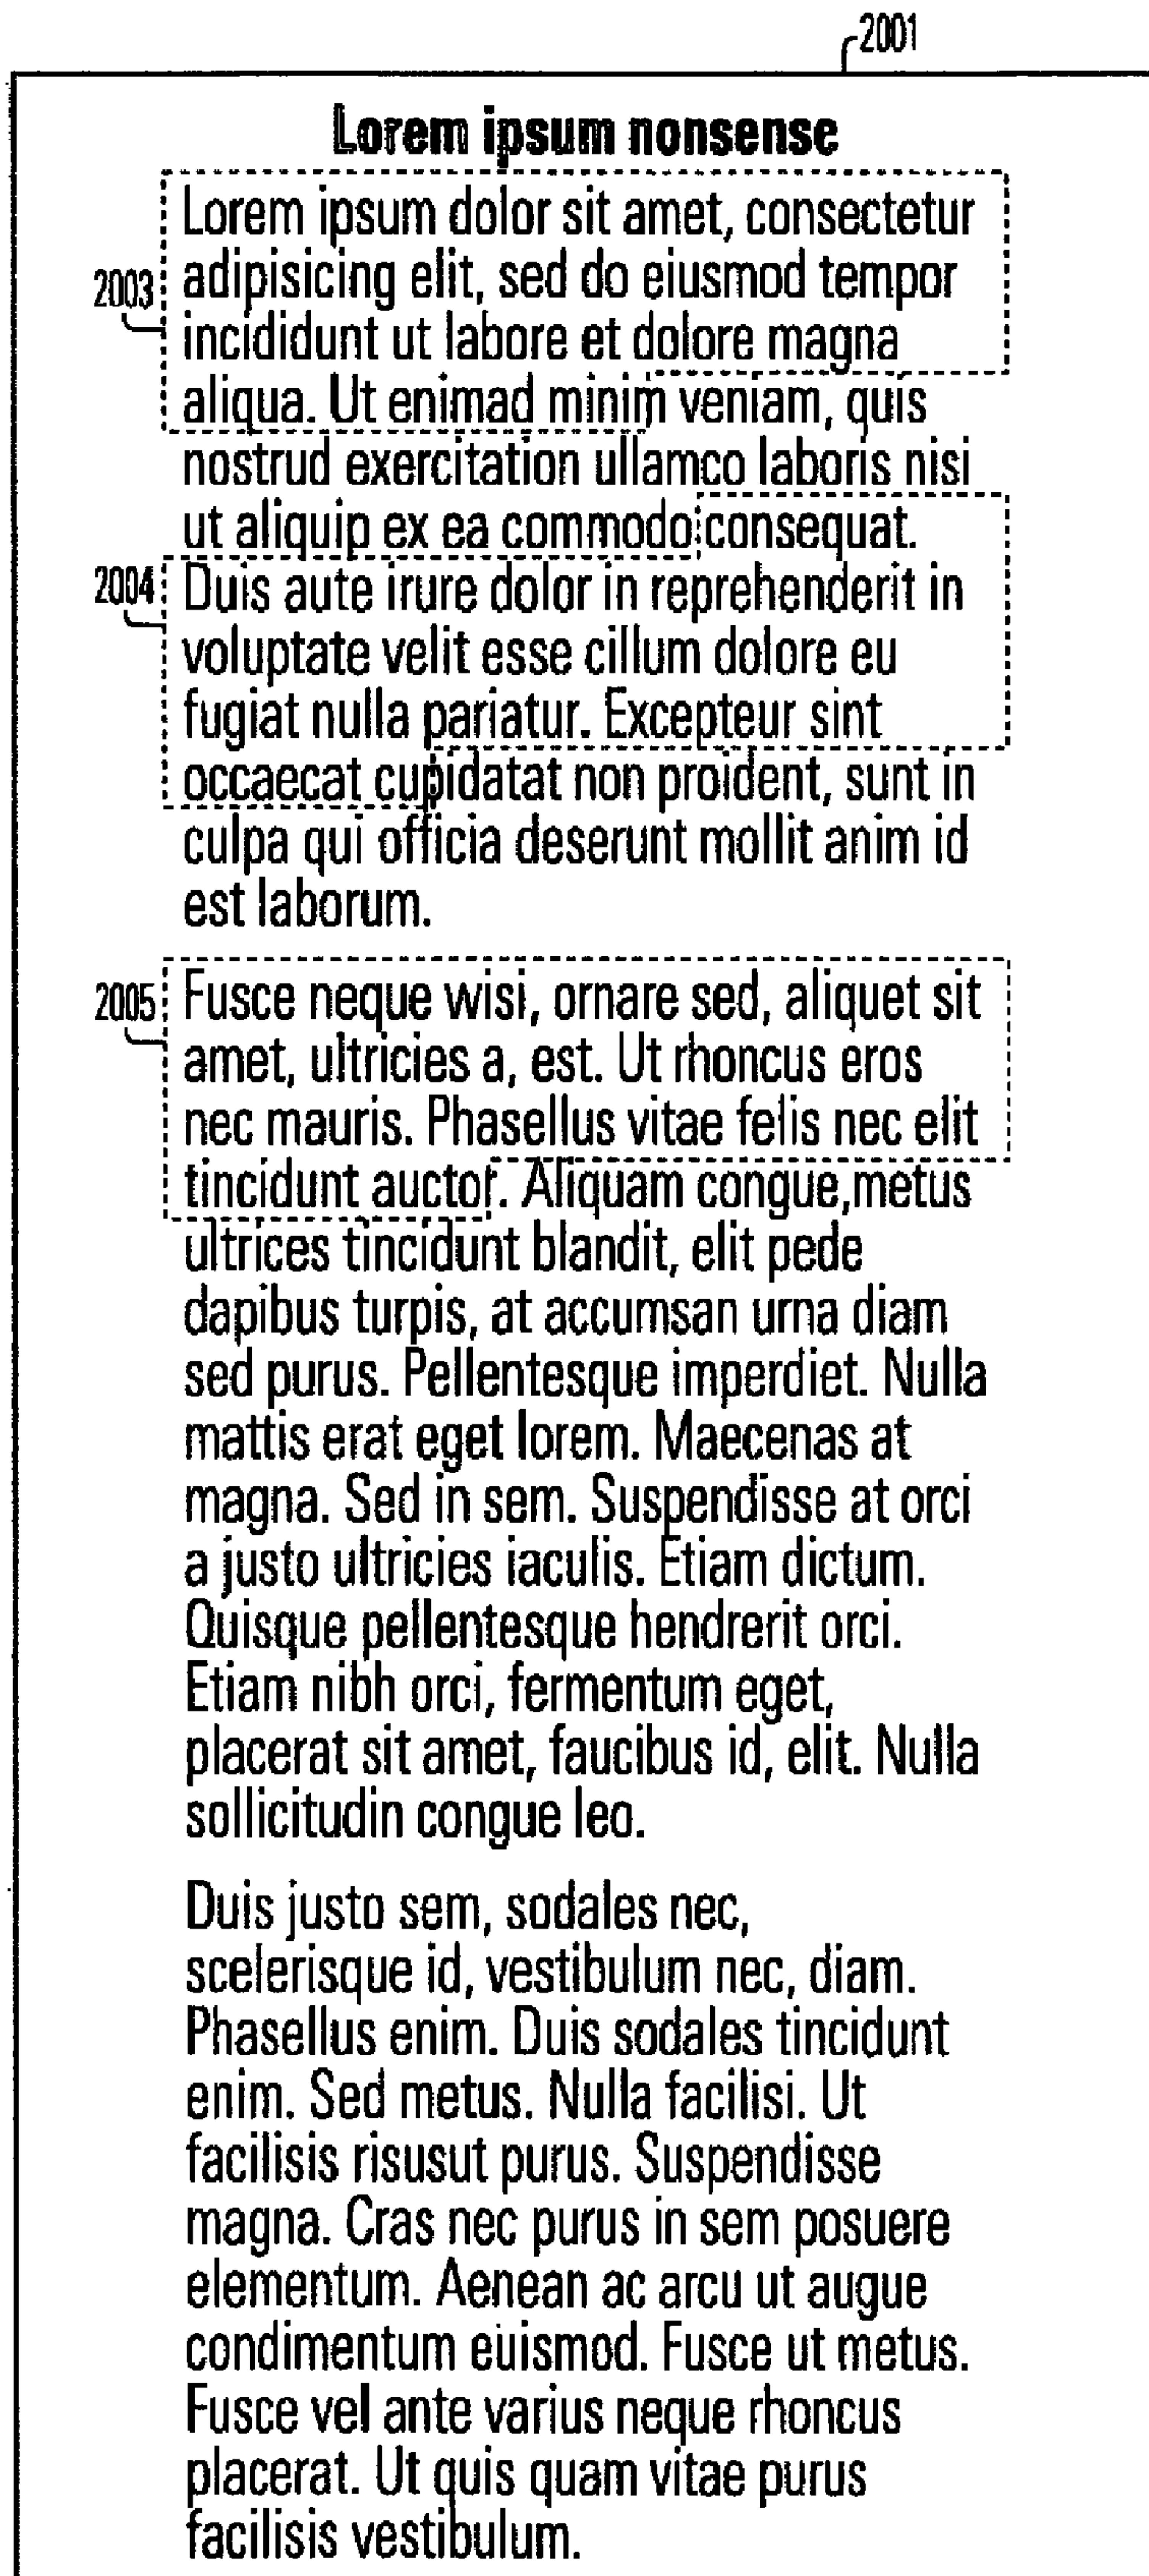 2001
Lorem ipsum nonsense
Lorem ipsum dolor sit amet, consectetur
adipisicing elit, sed do eiusmod tempor
2003
incididunt ut labore et dolore magna
aliqua. Ut enimad minim veniam, quis
nostrud exercitation ullamco laboris nisi
ut aliquip ex ea commodo consequat.
2004
Duis aute irure dolor in reprehenderit in
voluptate velit esse cillum dolore eu
fugiat nulla pariatur. Excepteur sint
occaecat cupidatat non proident, sunt in
culpa qui officia deserunt mollit anim id
est laborum.
2005
Fusce neque wisi, ornare sed, aliquet sit
amet, ultricies a, est. Ut rhoncus eros
nec mauris. Phasellus vitae felis nec elit
tincidunt auctor. Aliquam congue,metus
ultrices tincidunt blandit, elit pede
dapibus turpis, at accumsan urna diam
sed purus. Pellentesque imperdiet. Nulla
mattis erat eget lorem. Maecenas at
magna. Sed in sem. Suspendisse at orci
a justo ultricies iaculis. Etiam dictum.
Quisque pellentesque hendrerit orci.
Etiam nibh orci, fermentum eget,
placerat sit amet, faucibus id, elit. Nulla
sollicitudin congue leo.
Duis justo sem, sodales nec,
scelerisque id, vestibulum nec, diam.
Phasellus enim. Duis sodales tincidunt
enim. Sed metus. Nulla facilisi. Ut
facilisis risusut purus. Suspendisse
magna. Cras nec purus in sem posuere
elementum. Aenean ac arcu ut augue
condimentum euismod. Fusce ut metus.
Fusce vel ante varius neque rhoncus
placerat. Ut quis quam vitae purus
facilisis vestibulum.